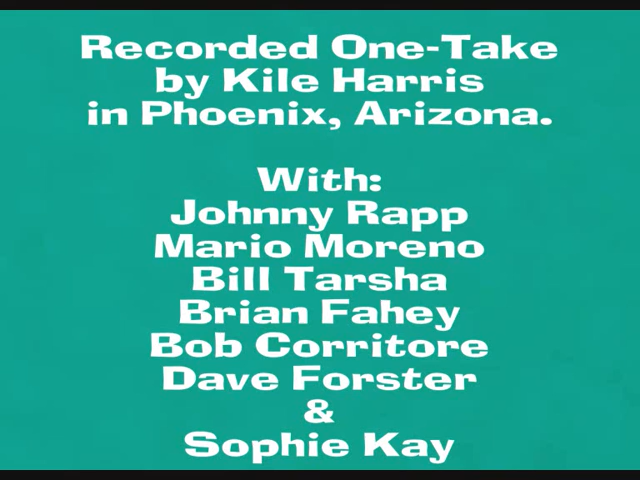 Recorded One-Take
by Kile Harris
in Phoenix, Arizona.
With:
Johnny Rapp
Mario Moreno
Bill Tarsha
Brian Fahey
Bob Corritore
Dave Forster
&
Sophie Kay